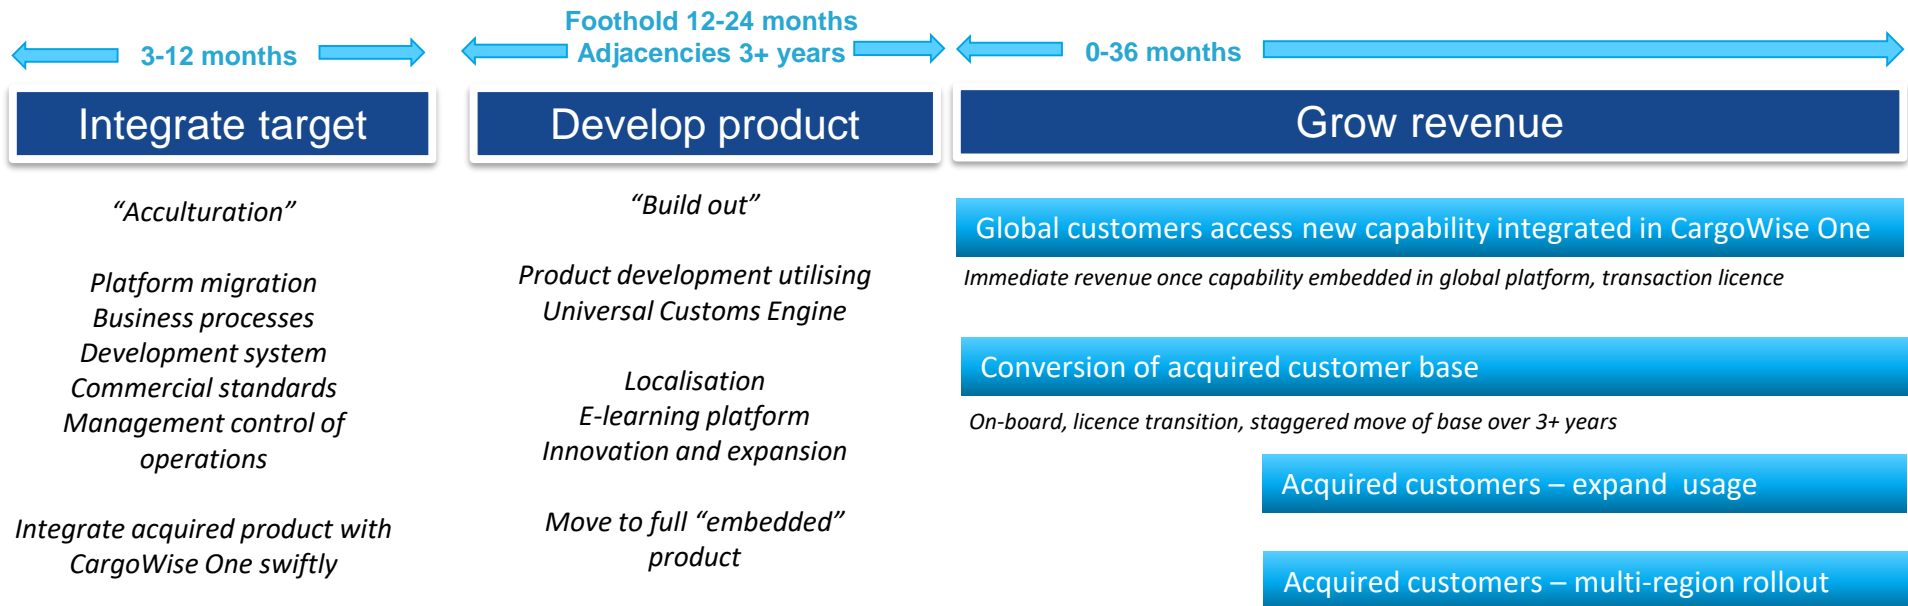 3-12 months
Foothold 12-24 months
Adjacencies 3+ years
0-36 months
Integrate target
“Acculturation”
Platform migration
Business processes
Development system
Commercial standards
Management control of
operations
Integrate acquired product with
CargoWise One swiftly
Develop product
“Build out”
Product development utilising
Universal Customs Engine
Localisation
E-learning platform
Innovation and expansion
Move to full “embedded”
product
Grow revenue
Global customers access new capability integrated in CargoWise One
Immediate revenue once capability embedded in global platform, transaction licence
Conversion of acquired customer base
On-board, licence transition, staggered move of base over 3+ years
Acquired customers – expand usage
Acquired customers – multi-region rollout